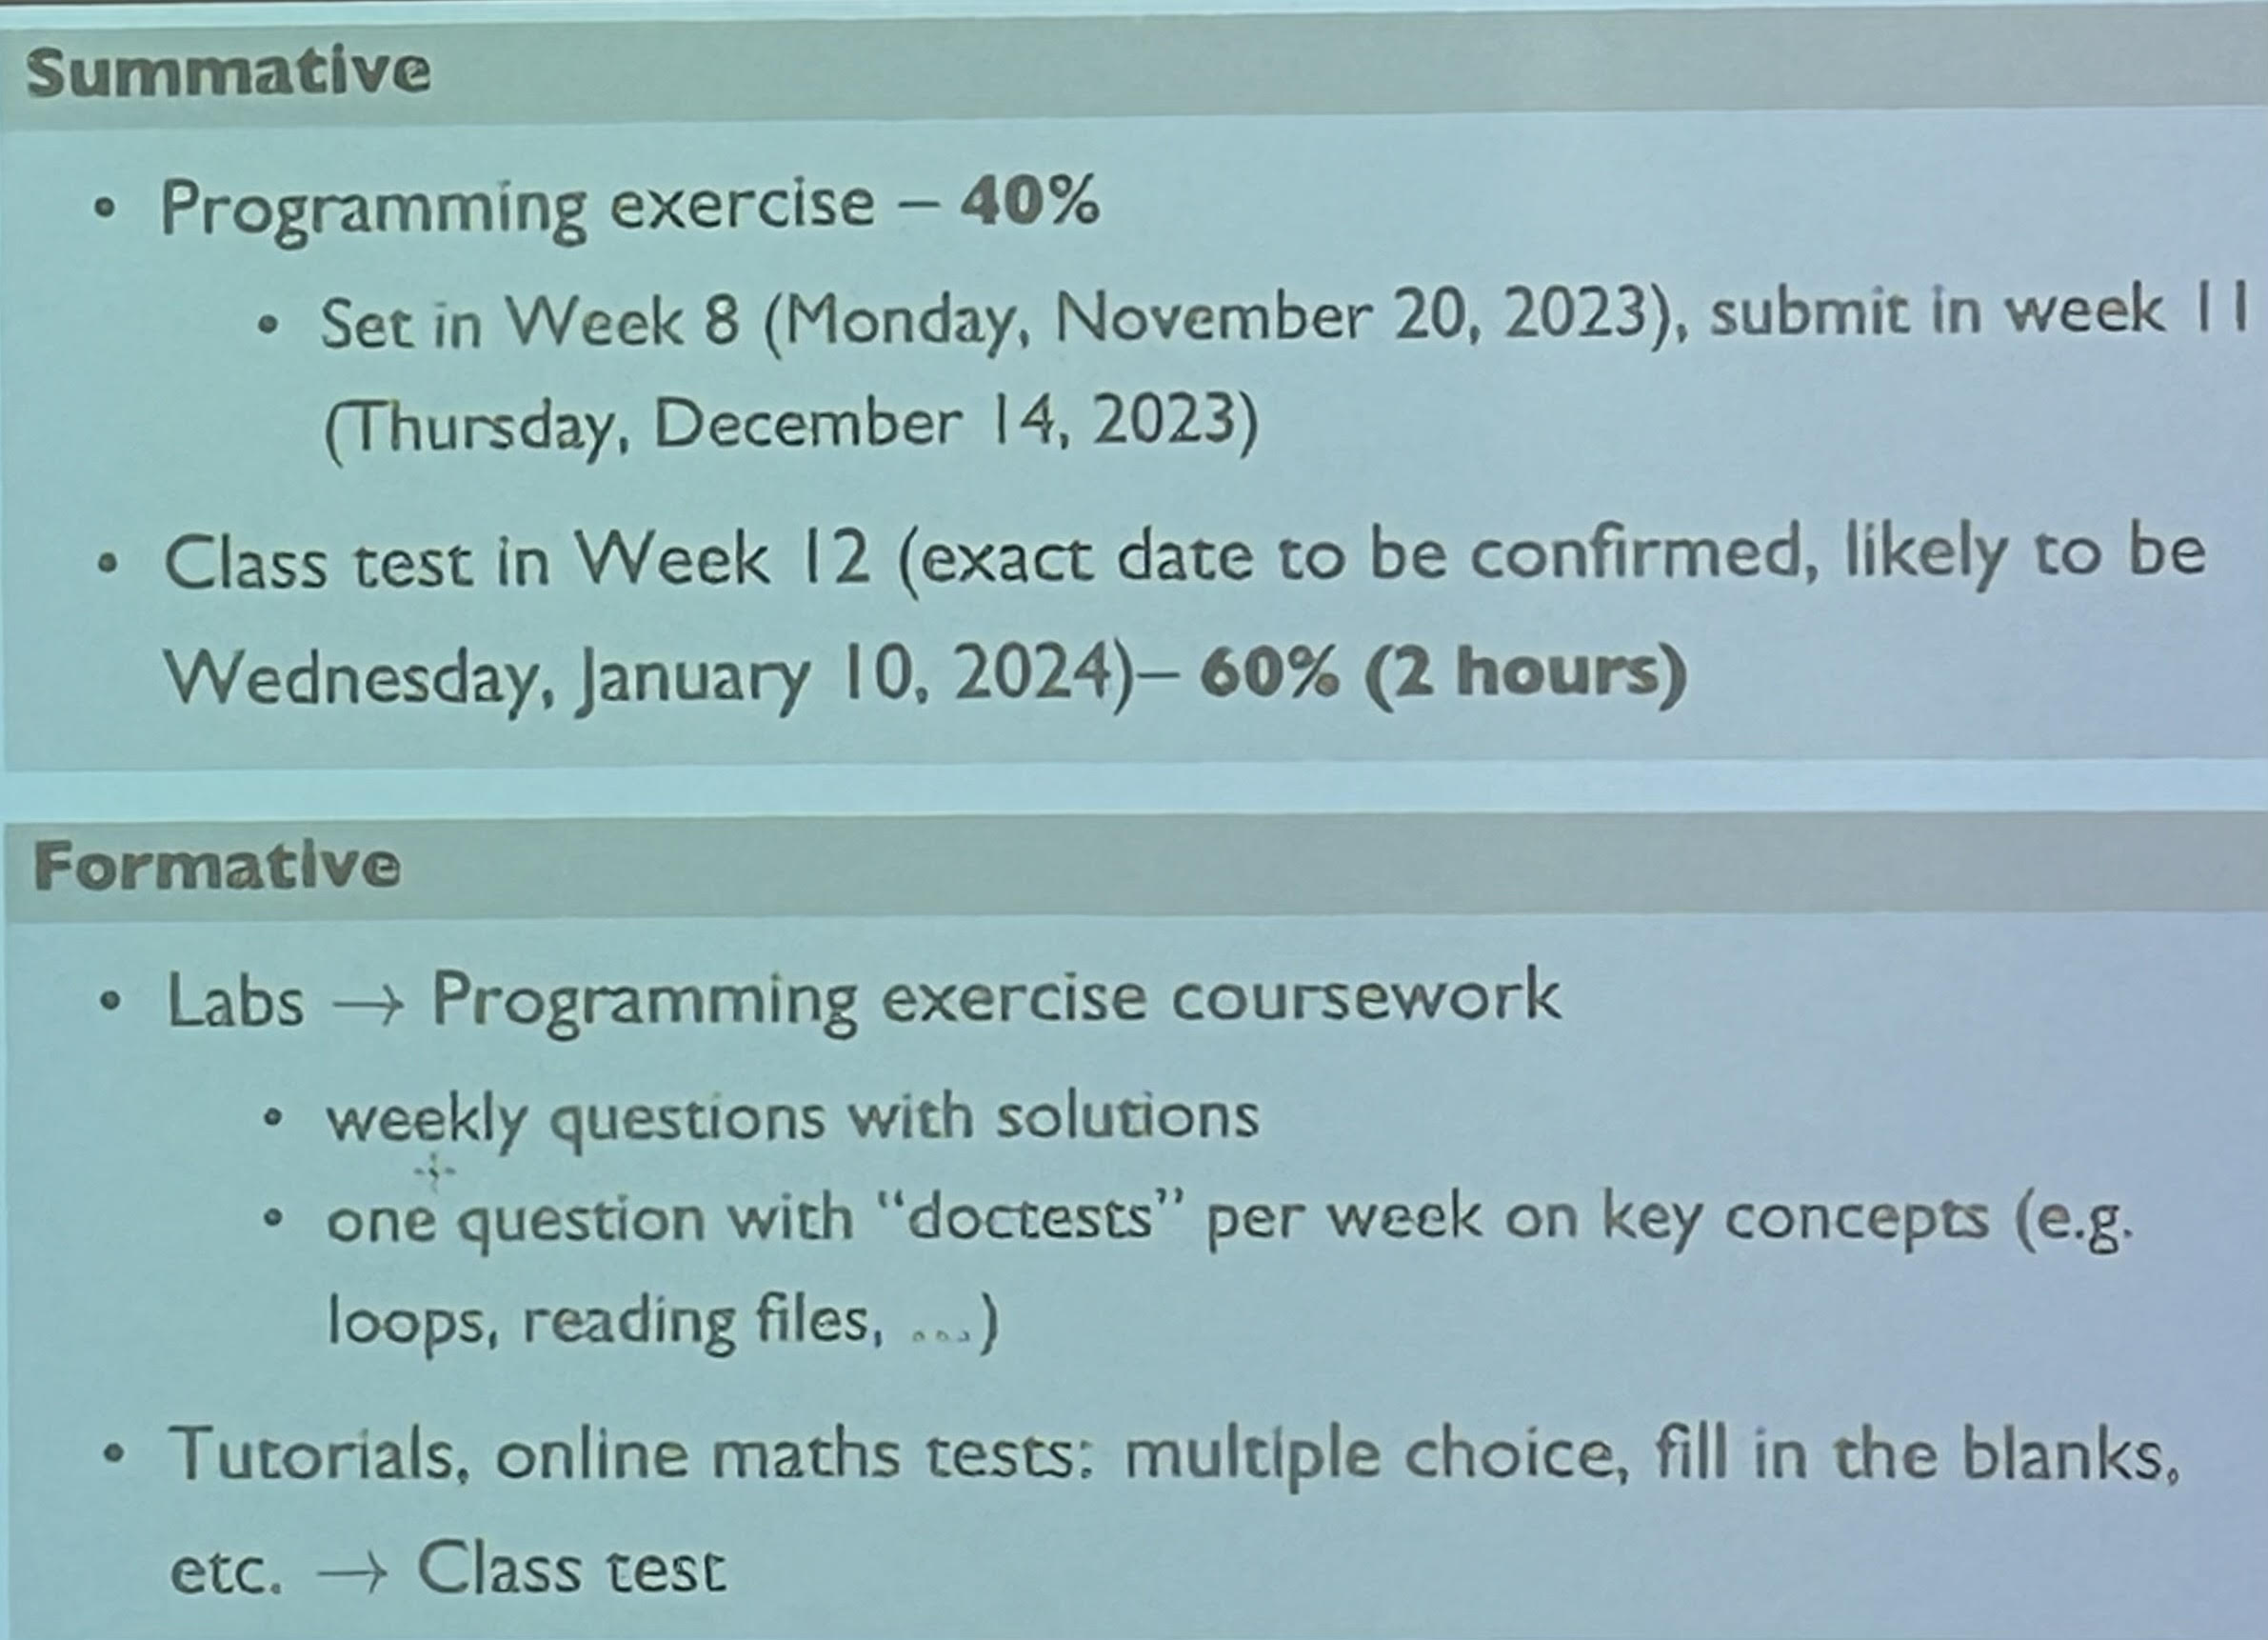 Summative
• Programming exercise – 40%
• Set in Week 8 (Monday, November 20, 2023), submit in week 11
(Thursday, December 14, 2023)
• Class test in Week 12 (exact date to be confirmed, likely to be
Wednesday, January 10, 2024)– 60% (2 hours)
Formative
• Labs → Programming exercise coursework
• weekly questions with solutions
• one question with “doctests” per week on key concepts (e.g.
loops, reading files, ...)
• Tutorials, online maths tests: multiple choice, fill in the blanks,
etc. → Class test